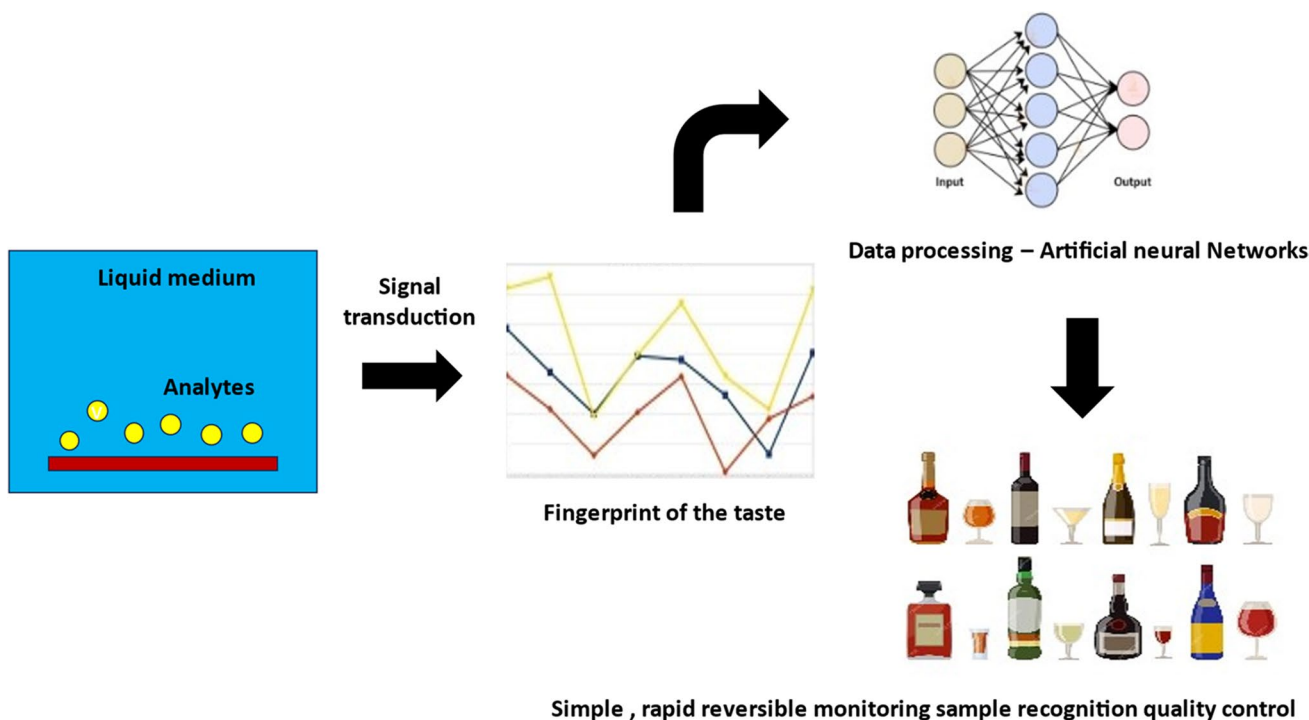 Liquid medium
Analytes
V
Signal
transduction
Fingerprint of the taste
Input
Output
Data processing – Artificial neural Networks
Simple , rapid reversible monitoring sample recognition quality control